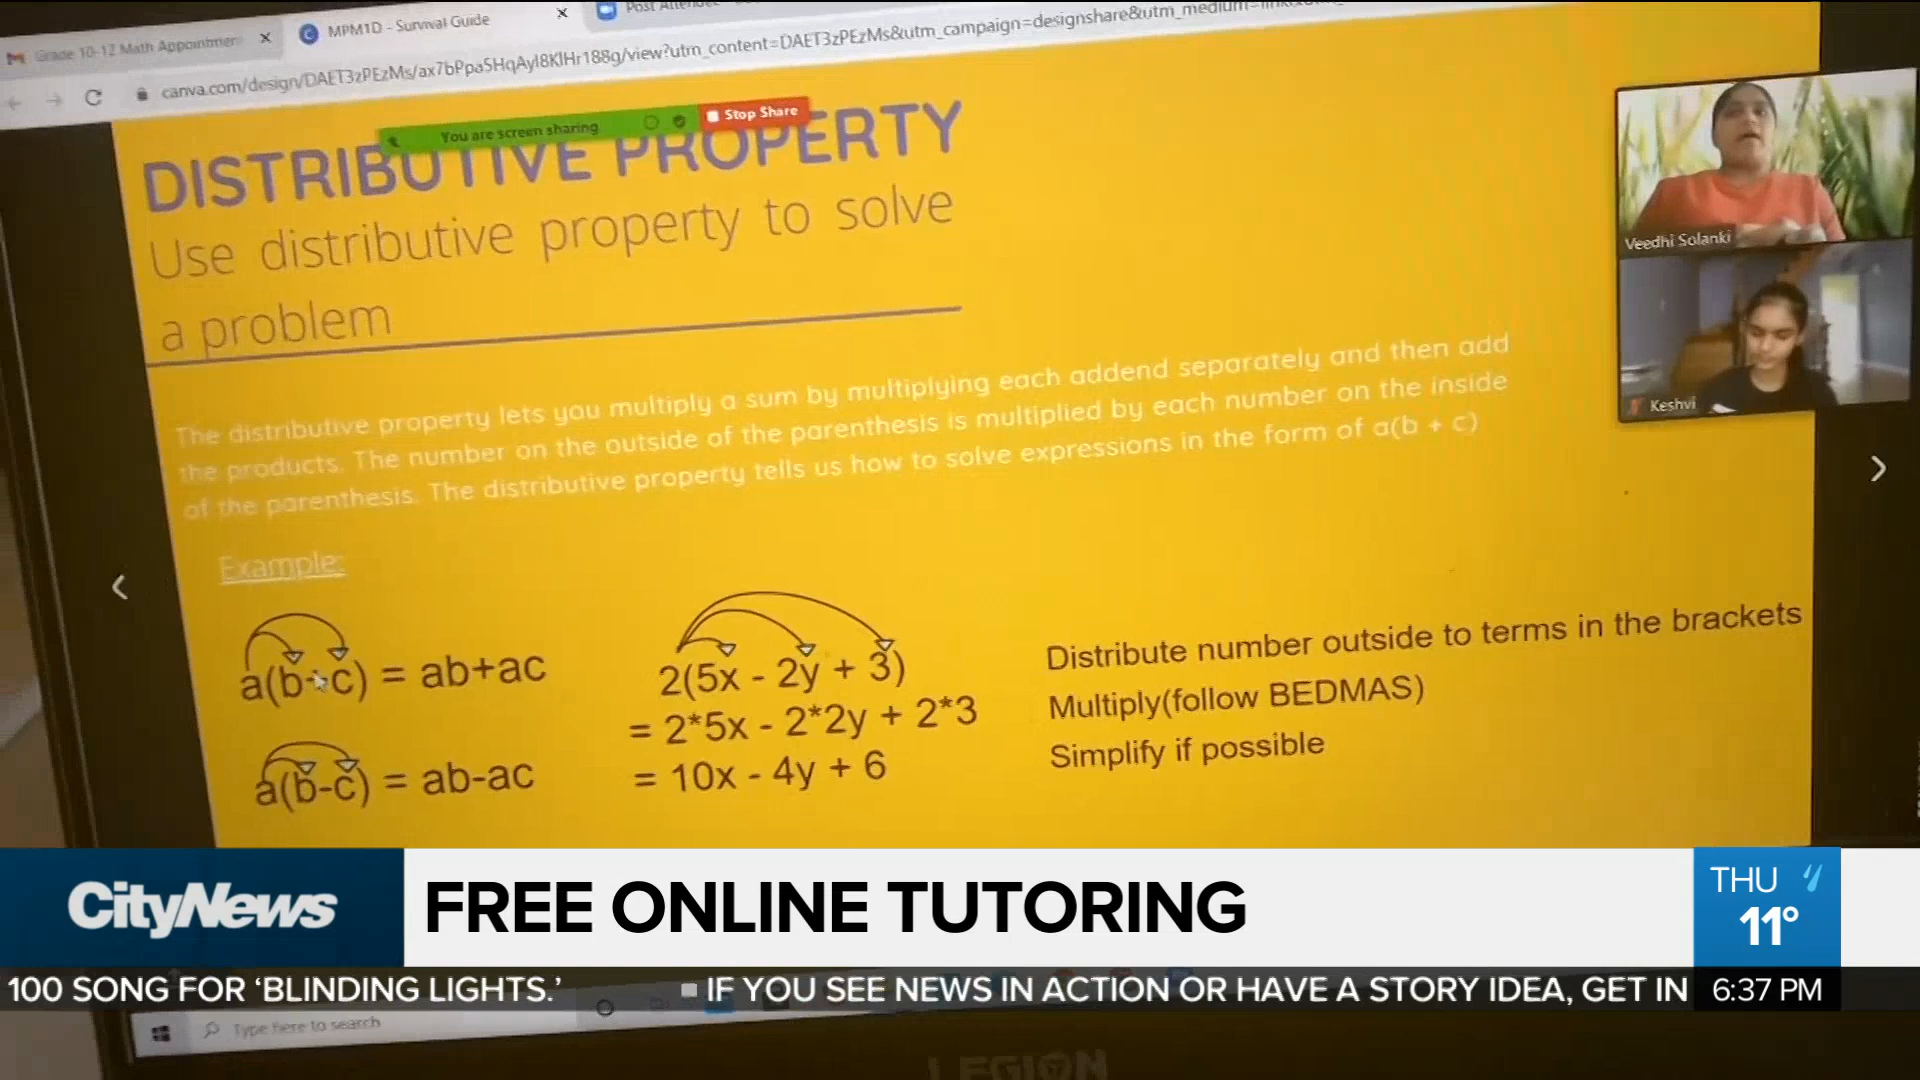 Grade 10-12 Math Appointmen
MPM1D - Survival Guide
canva.com/design/DAET3zPEzMs/ax7bPpa5HqAyI8KlHr188g/view?utm_content=DAET3zPEzMs&utm_campaign=designshare&utm_medium=
You are screen sharing
Stop Share
DISTRIBUTIVE PROPERTY
Use distributive property to solve
a problem
Veedhi Solanki
Keshvi
The distributive property lets you multiply a sum by multiplying each addend separately and then add
the products. The number on the outside of the parenthesis is multiplied by each number on the inside
of the parenthesis. The distributive property tells us how to solve expressions in the form of a(b + c)
Example:
a(b+c) = ab+ac
a(b-c) = ab-ac
2(5x - 2y + 3)
= 2*5x - 2*2y + 2*3
= 10x - 4y + 6
Distribute number outside to terms in the brackets
Multiply(follow BEDMAS)
Simplify if possible
CityNews
FREE ONLINE TUTORING
THU
11°
100 SONG FOR ‘BLINDING LIGHTS.’ ■ IF YOU SEE NEWS IN ACTION OR HAVE A STORY IDEA, GET IN
6:37 PM
Type here to search
LEGION